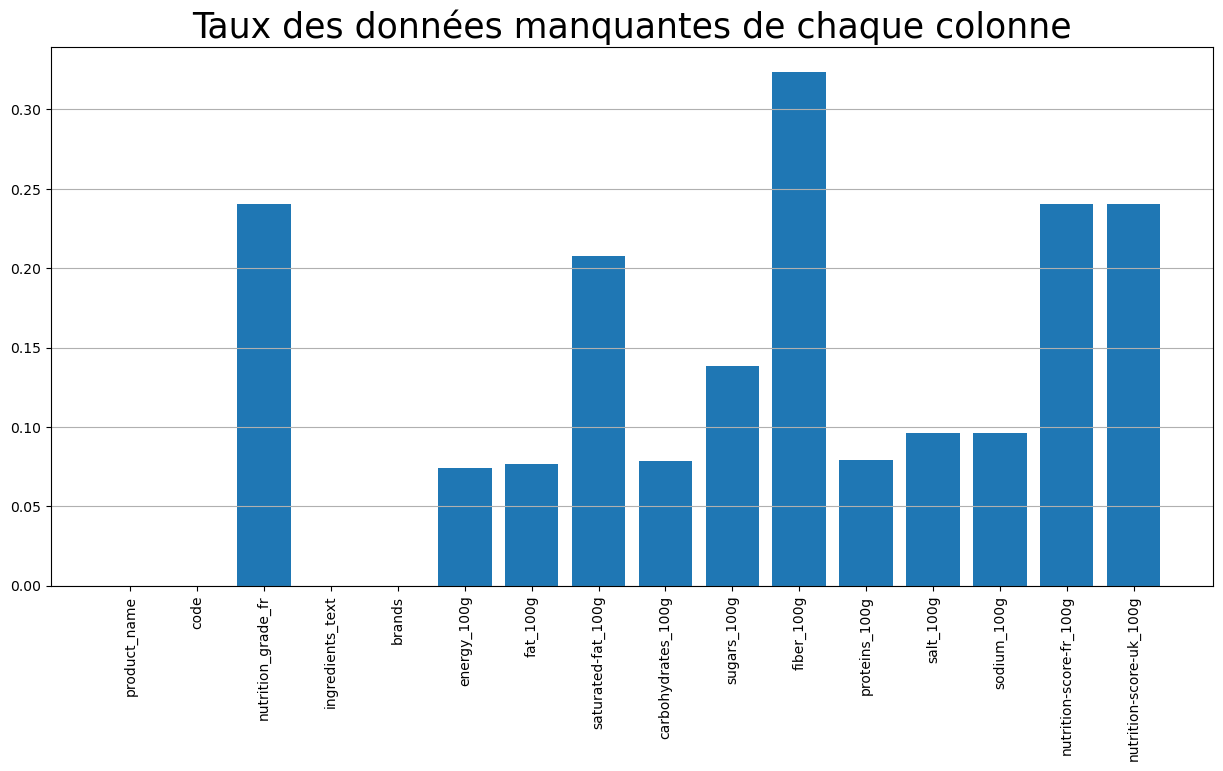 Taux des données manquantes de chaque colonne
0.30
0.25
0.20
0.15
0.10
0.05
0.00
product_name
code
nutrition_grade_fr
ingredients_text
brands
energy_100g
fat_100g
saturated-fat_100g
carbohydrates_100g
sugars_100g
fiber_100g
proteins_100g
salt_100g
sodium_100g
nutrition-score-fr_100g
nutrition-score-uk_100g